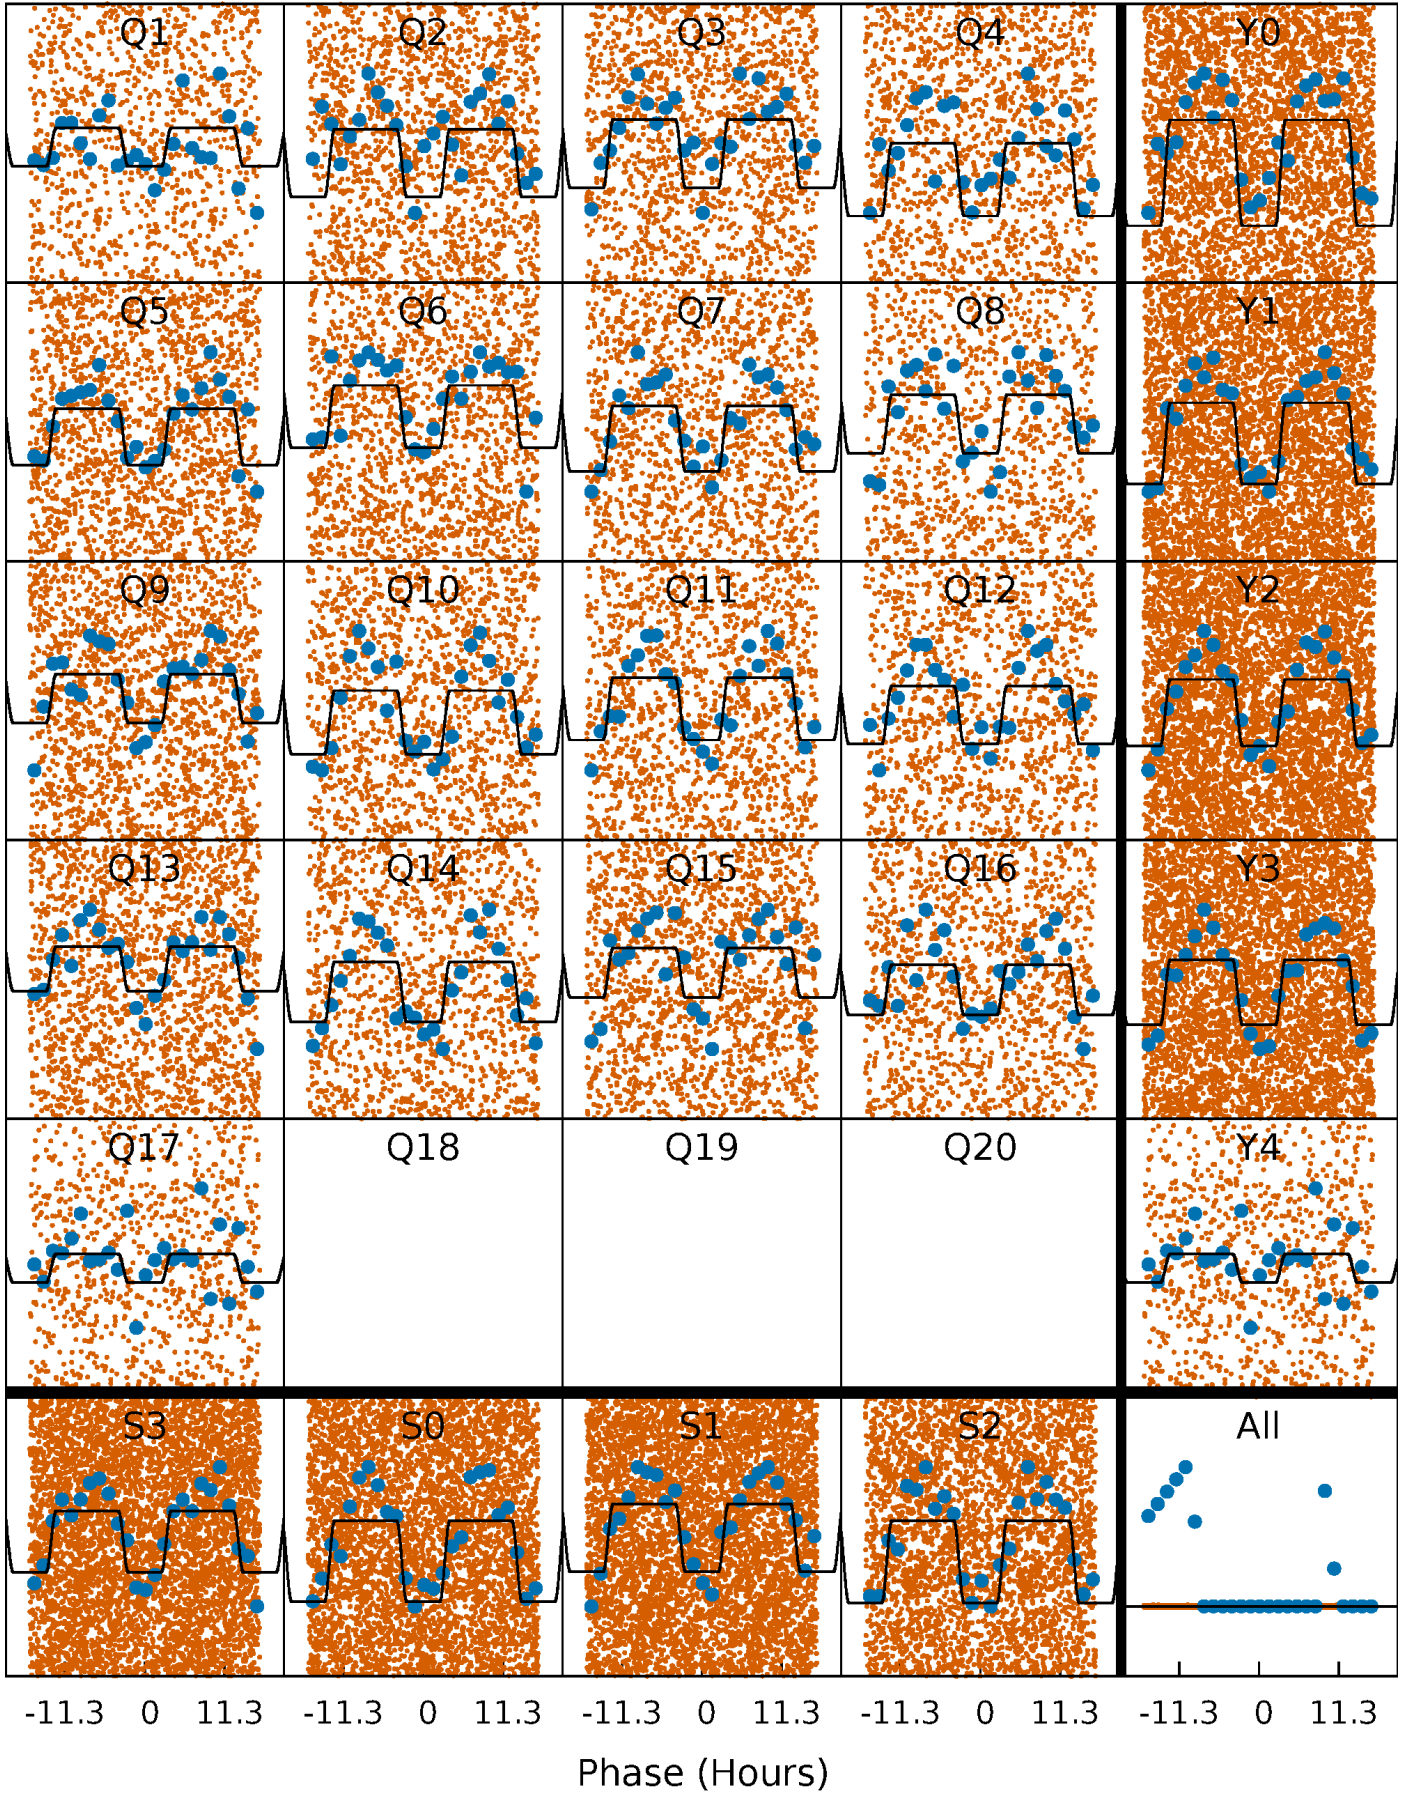 Q1 Q2 Q3 Q4 Y0
Q5 Q6 Q7 Q8 Y1
Q9 Q10 Q11 Q12 Y2
Q13 Q14 Q15 Q16 Y3
Q17 Q18 Q19 Q20 Y4
S3 S0 S1 S2 All
-11.3 0 11.3 -11.3 0 11.3 -11.3 0 11.3 -11.3 0 11.3 -11.3 0 11.3
Phase (Hours)